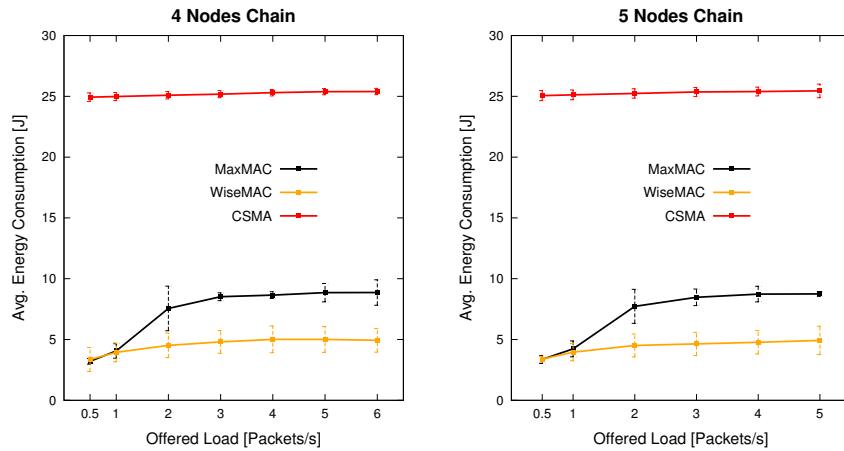 4 Nodes Chain
Avg. Energy Consumption [J]
30
25
20
15
10
5
0
MaxMAC
WiseMAC
CSMA
0.5 1 2 3 4 5 6
Offered Load [Packets/s]
5 Nodes Chain
Avg. Energy Consumption [J]
30
25
20
15
10
5
0
MaxMAC
WiseMAC
CSMA
0.5 1 2 3 4 5
Offered Load [Packets/s]